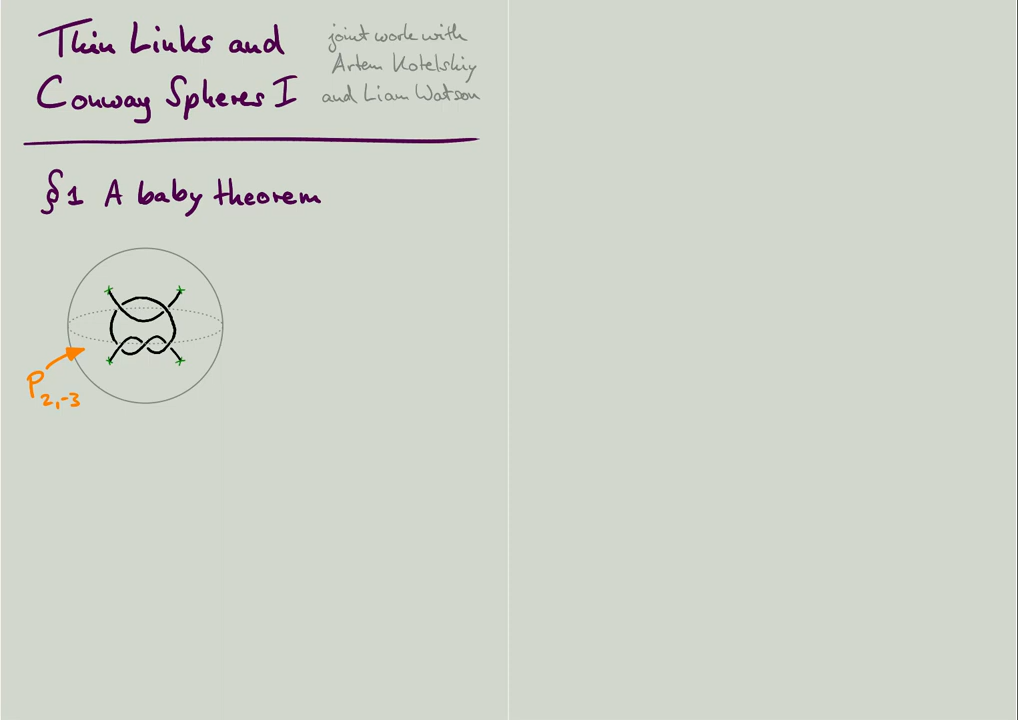 Thin Links and
Conway Spheres I
joint work with
Artem Kotelskiy
and Liam Watson
§1 A baby theorem
P2,-3